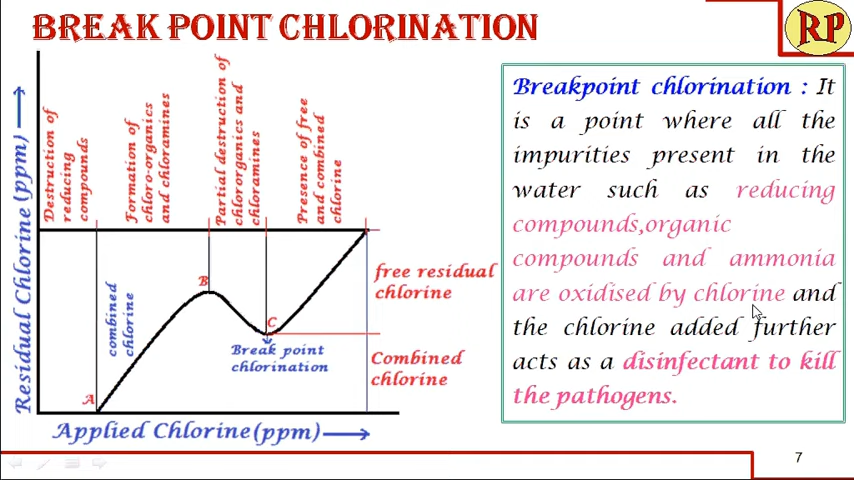 BREAK POINT CHLORINATION
RP
Residual Chlorine (ppm)
Destruction of
reducing
compounds
Formation of
chloro-organics
and chloramines
Partial destruction of
chlororganics and
chloramines
Presence of free
and combined
chlorine
combined
chlorine
A
B
C
Break point
chlorination
free residual
chlorine
Combined
chlorine
Applied Chlorine(ppm)
Breakpoint chlorination : It
is a point where all the
impurities present in the
water such as reducing
compounds,organic
compounds and ammonia
are oxidised by chlorine and
the chlorine added further
acts as a disinfectant to kill
the pathogens.
7